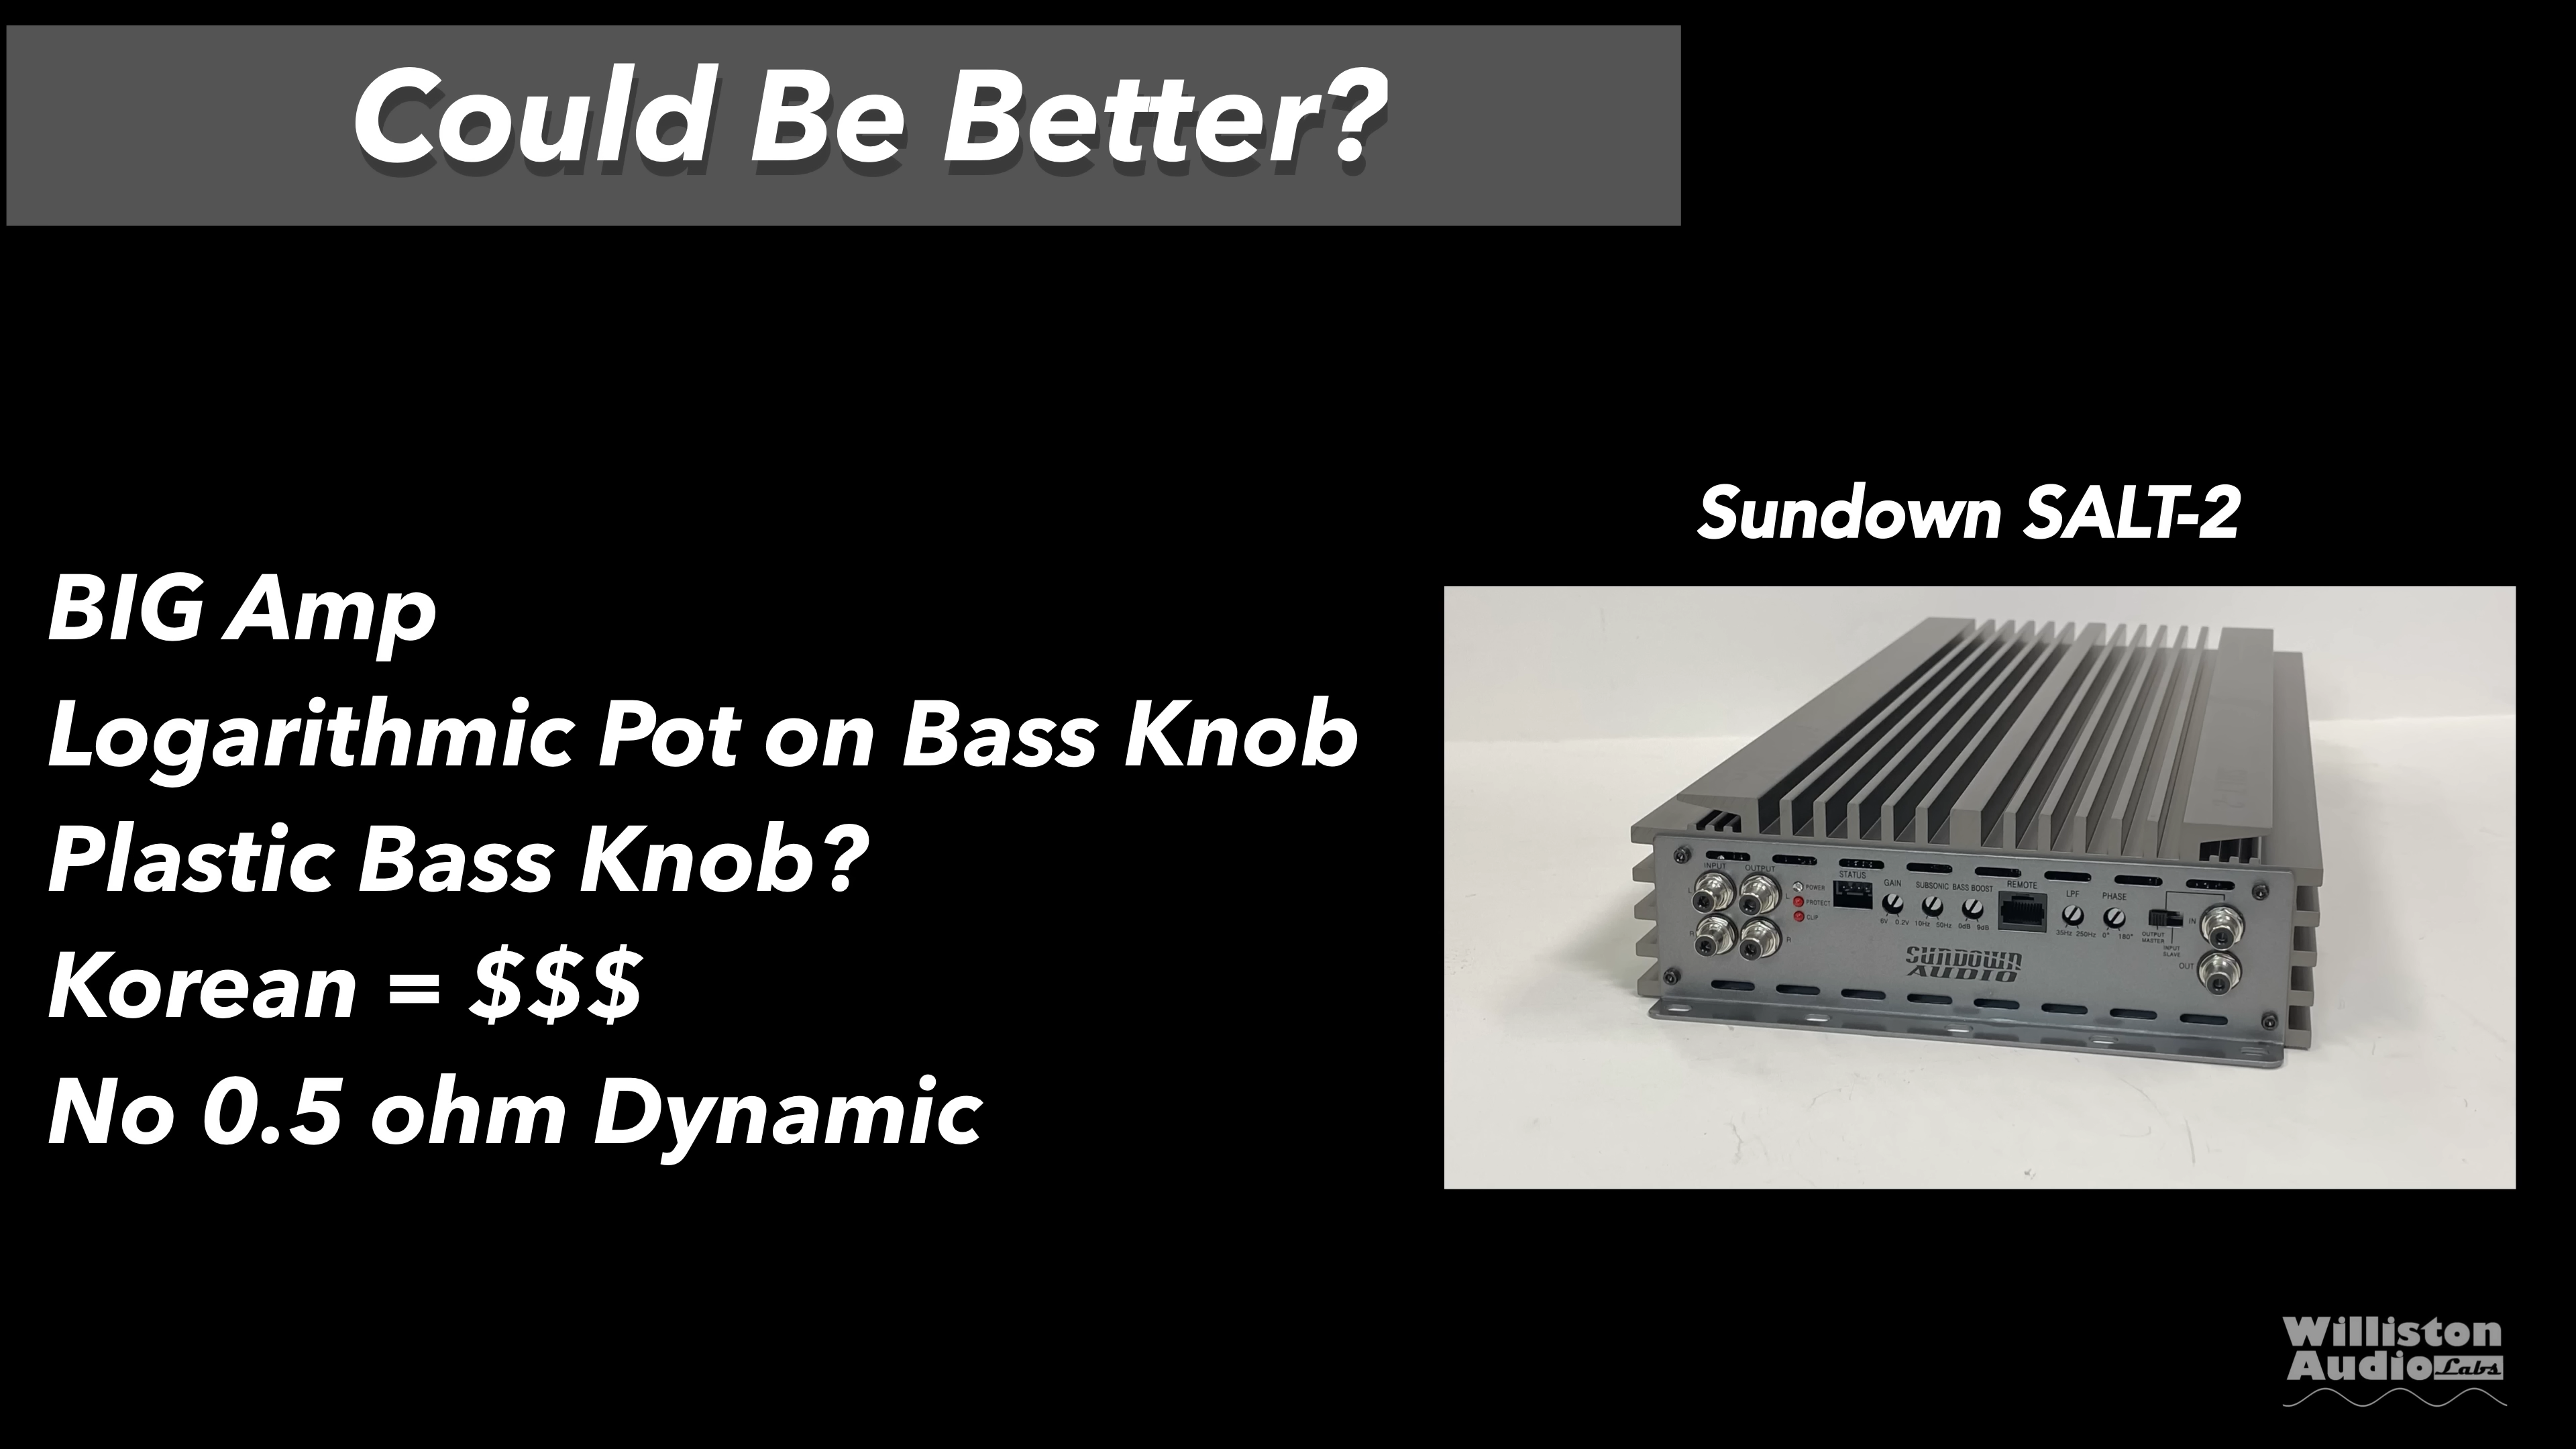 Could Be Better?
Sundown SALT-2
BIG Amp
Logarithmic Pot on Bass Knob
Plastic Bass Knob?
Korean = $$$
No 0.5 ohm Dynamic
INPUT
OUTPUT
L
L
R
R
POWER
PROTECT
CLIP
STATUS
GAIN
6V 0.2V
SUBSONIC
10Hz 50Hz
BASS BOOST
0dB 9dB
REMOTE
LPF
35Hz 250Hz
PHASE
0° 180°
OUTPUT
MASTER
INPUT
SLAVE
IN
OUT
SUNDOWN
AUDIO
Williston
Audio Labs